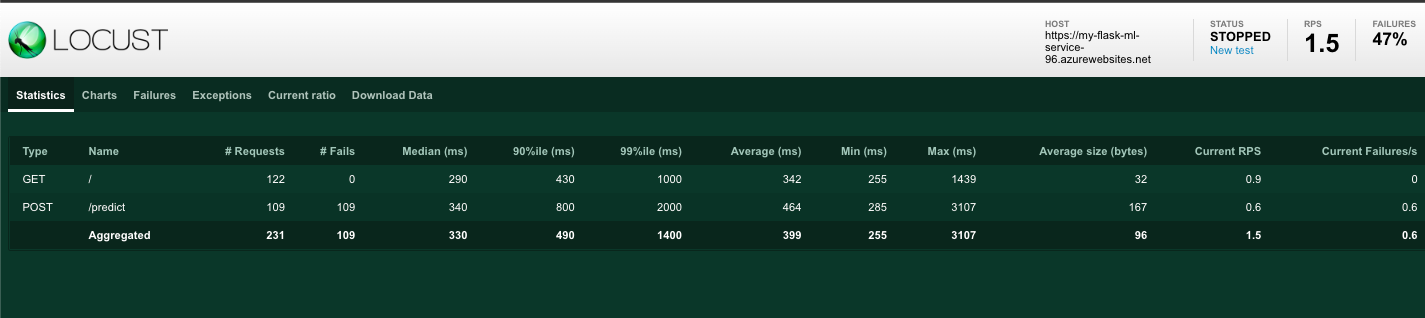 LOCUST
HOST
https://my-flask-ml-
service-
96.azurewebsites.net
STATUS
STOPPED
New test
RPS
1.5
FAILURES
47%
Statistics Charts Failures Exceptions Current ratio Download Data
Type Name # Requests # Fails Median (ms) 90%ile (ms) 99%ile (ms) Average (ms) Min (ms) Max (ms) Average size (bytes) Current RPS Current Failures/s
GET / 122 0 290 430 1000 342 255 1439 32 0.9 0
POST /predict 109 109 340 800 2000 464 285 3107 167 0.6 0.6
Aggregated 231 109 330 490 1400 399 255 3107 96 1.5 0.6